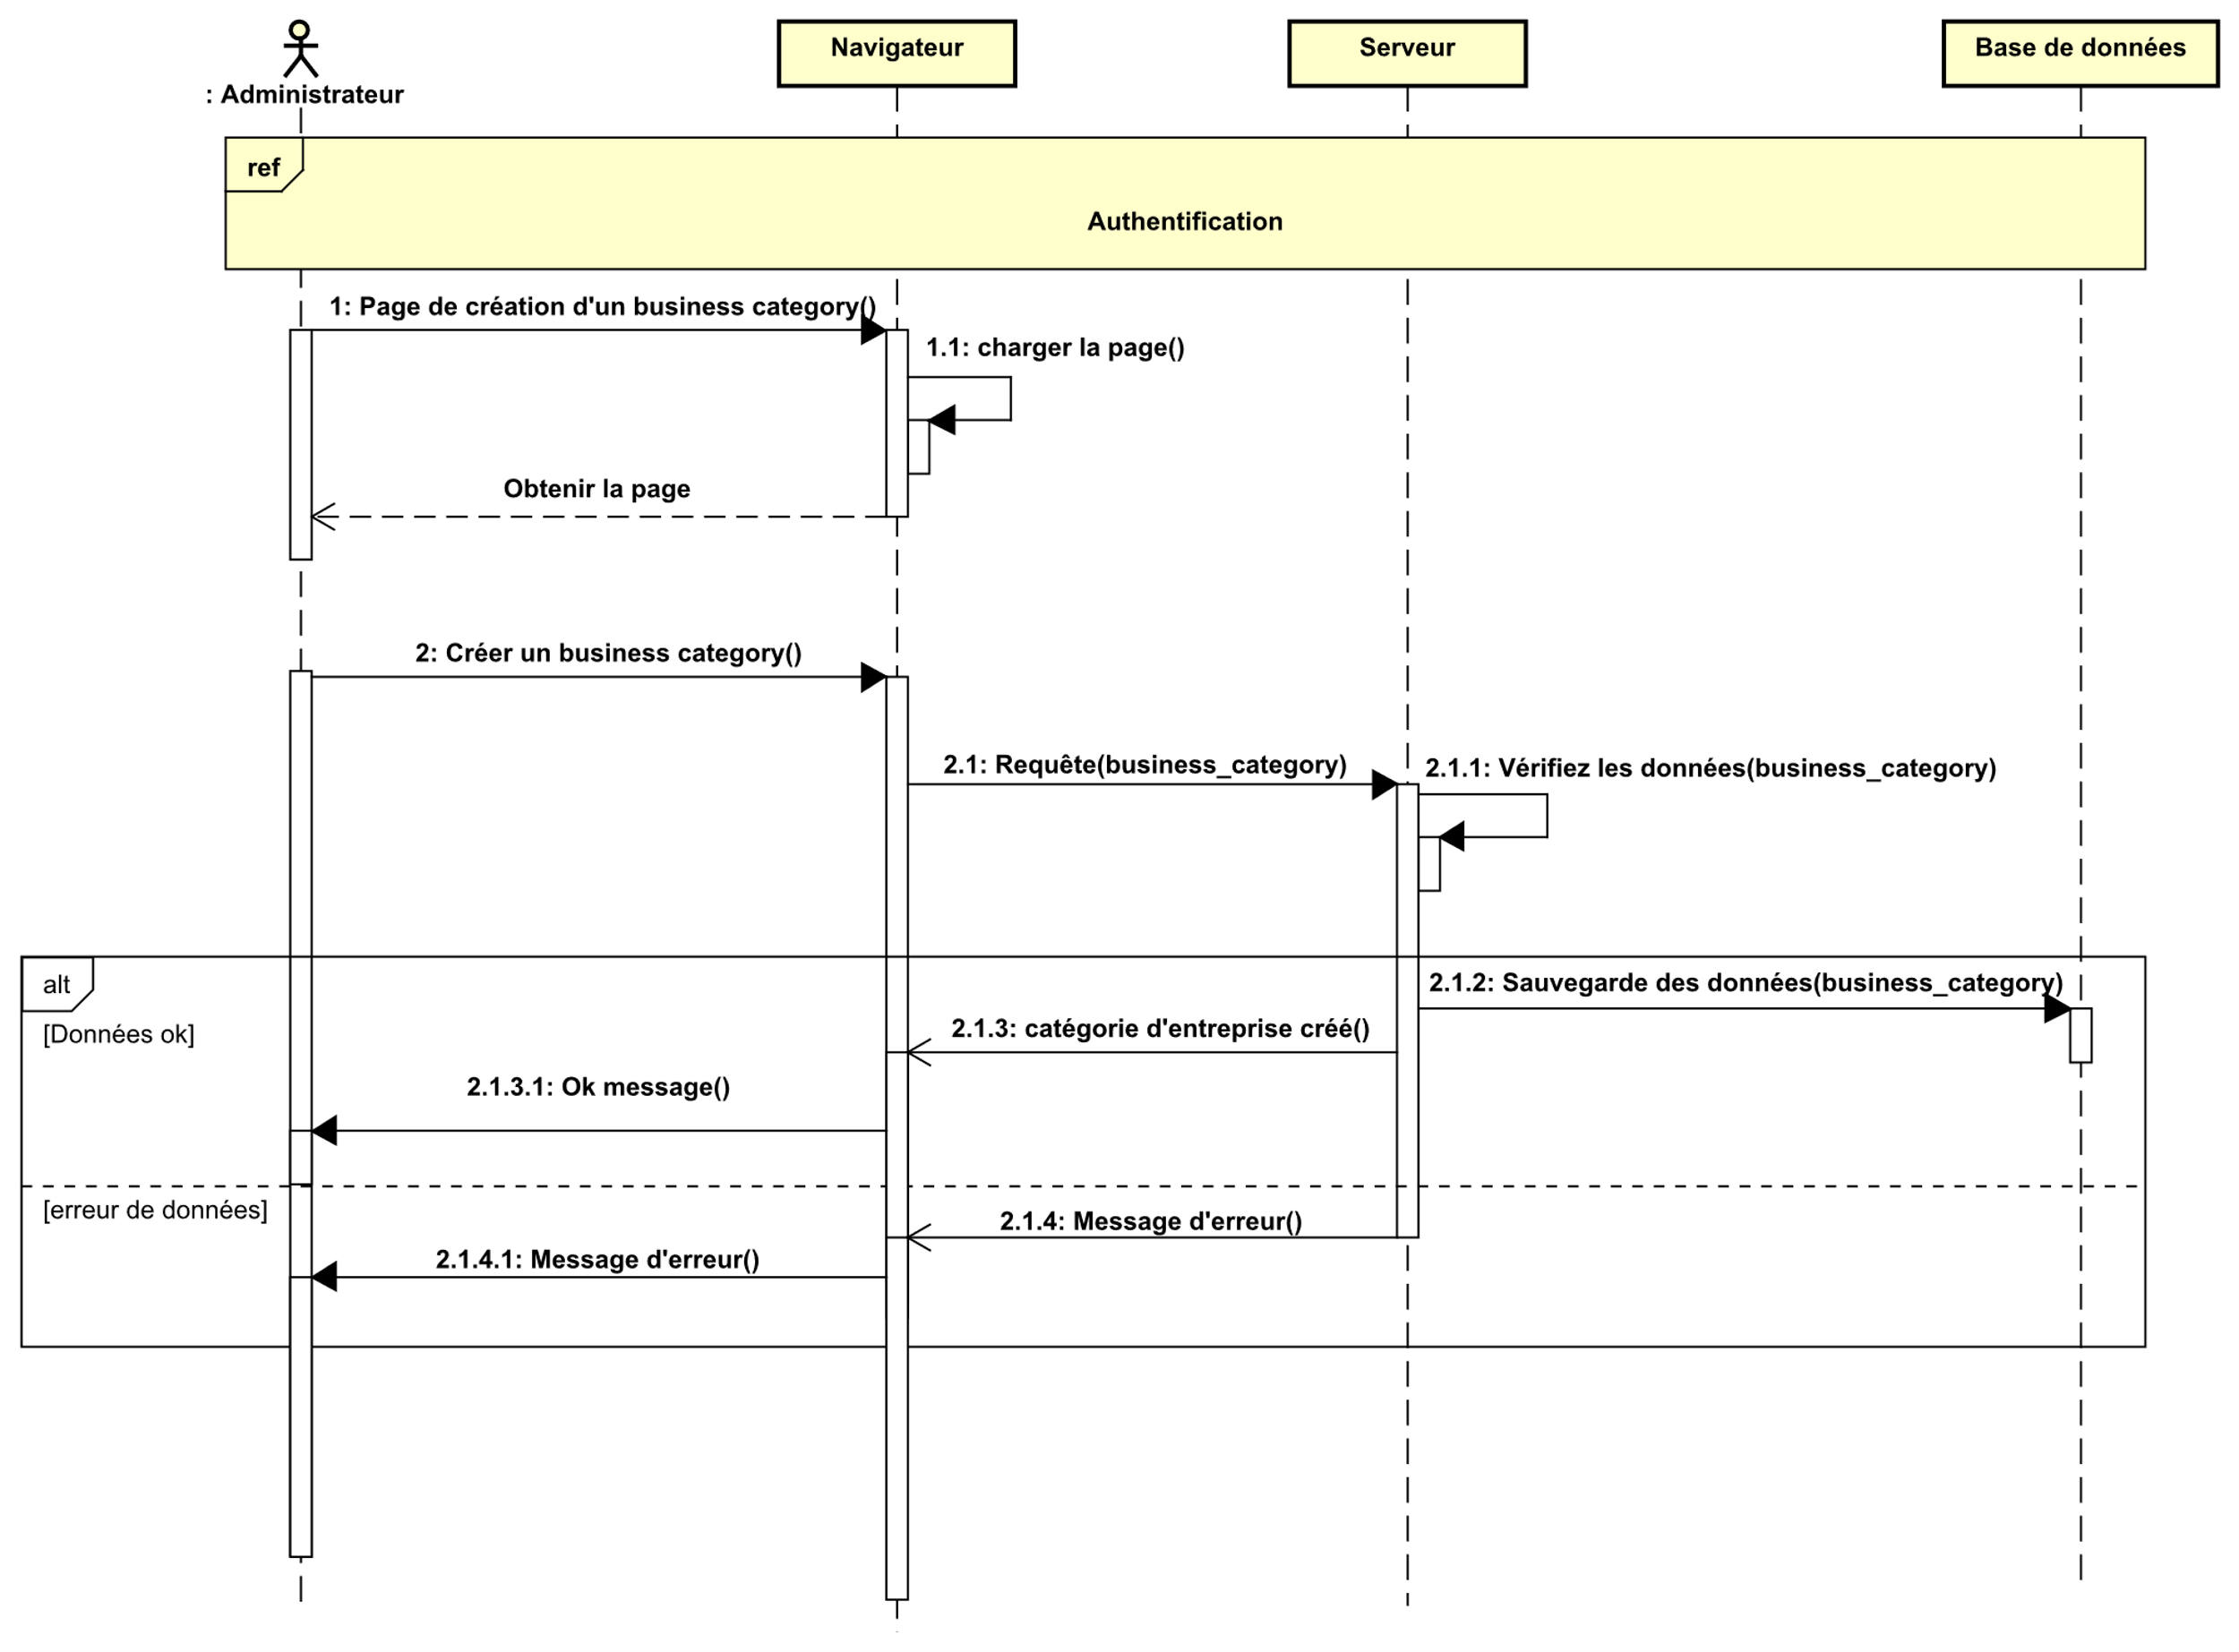 : Administrateur
Navigateur
Serveur
Base de données
ref
Authentification
1: Page de création d'un business category()
1.1: charger la page()
Obtenir la page
2: Créer un business category()
2.1: Requête(business_category)
2.1.1: Vérifiez les données(business_category)
alt
2.1.2: Sauvegarde des données(business_category)
[Données ok]
2.1.3: catégorie d'entreprise créé()
2.1.3.1: Ok message()
[erreur de données]
2.1.4: Message d'erreur()
2.1.4.1: Message d'erreur()